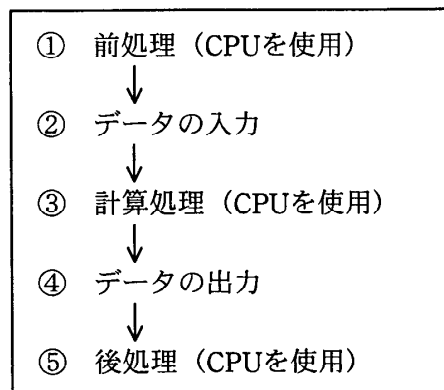 ① 前処理（CPUを使用）
② データの入力
③ 計算処理（CPUを使用）
④ データの出力
⑤ 後処理（CPUを使用）